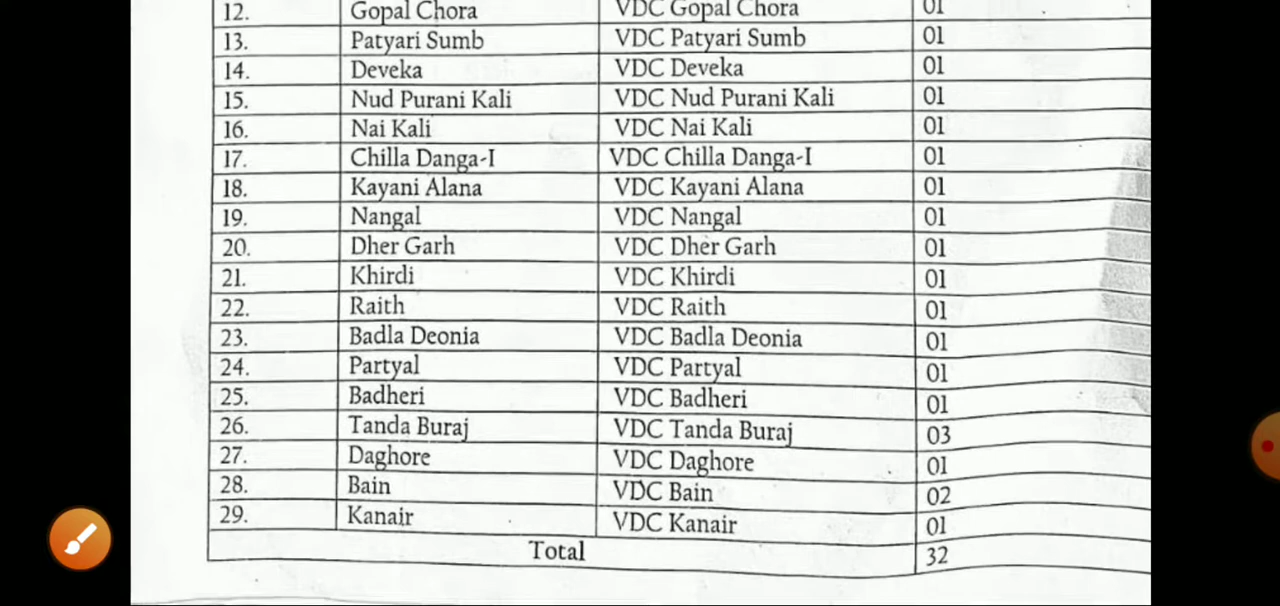 12. Gopal Chora VDC Gopal Chora 01
13. Patyari Sumb VDC Patyari Sumb 01
14. Deveka VDC Deveka 01
15. Nud Purani Kali VDC Nud Purani Kali 01
16. Nai Kali VDC Nai Kali 01
17. Chilla Danga-I VDC Chilla Danga-I 01
18. Kayani Alana VDC Kayani Alana 01
19. Nangal VDC Nangal 01
20. Dher Garh VDC Dher Garh 01
21. Khirdi VDC Khirdi 01
22. Raith VDC Raith 01
23. Badla Deonia VDC Badla Deonia 01
24. Partyal VDC Partyal 01
25. Badheri VDC Badheri 01
26. Tanda Buraj VDC Tanda Buraj 03
27. Daghore VDC Daghore 01
28. Bain VDC Bain 02
29. Kanair VDC Kanair 01
Total 32